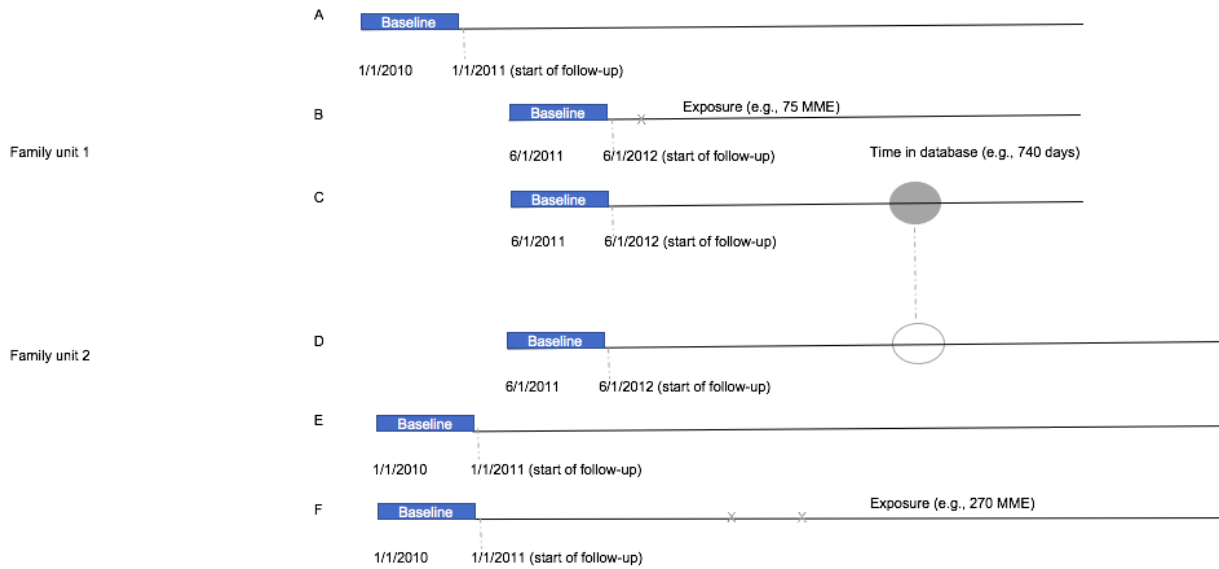 A
Baseline
1/1/2010
1/1/2011 (start of follow-up)
B
Baseline
x
Exposure (e.g., 75 MME)
6/1/2011
6/1/2012 (start of follow-up)
Family unit 1
Time in database (e.g., 740 days)
C
Baseline
6/1/2011
6/1/2012 (start of follow-up)
D
Baseline
Family unit 2
6/1/2011
6/1/2012 (start of follow-up)
E
Baseline
1/1/2010
1/1/2011 (start of follow-up)
F
Baseline
x
x
Exposure (e.g., 270 MME)
1/1/2010
1/1/2011 (start of follow-up)